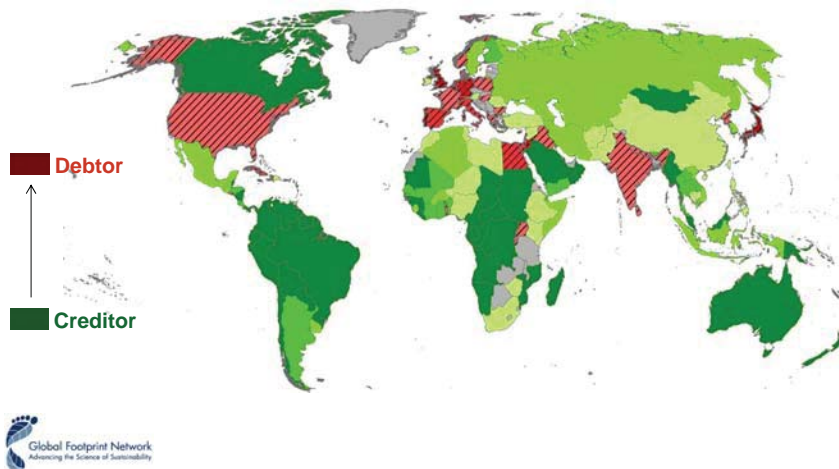 Debtor
Creditor
Global Footprint Network
Advancing the Science of Sustainability